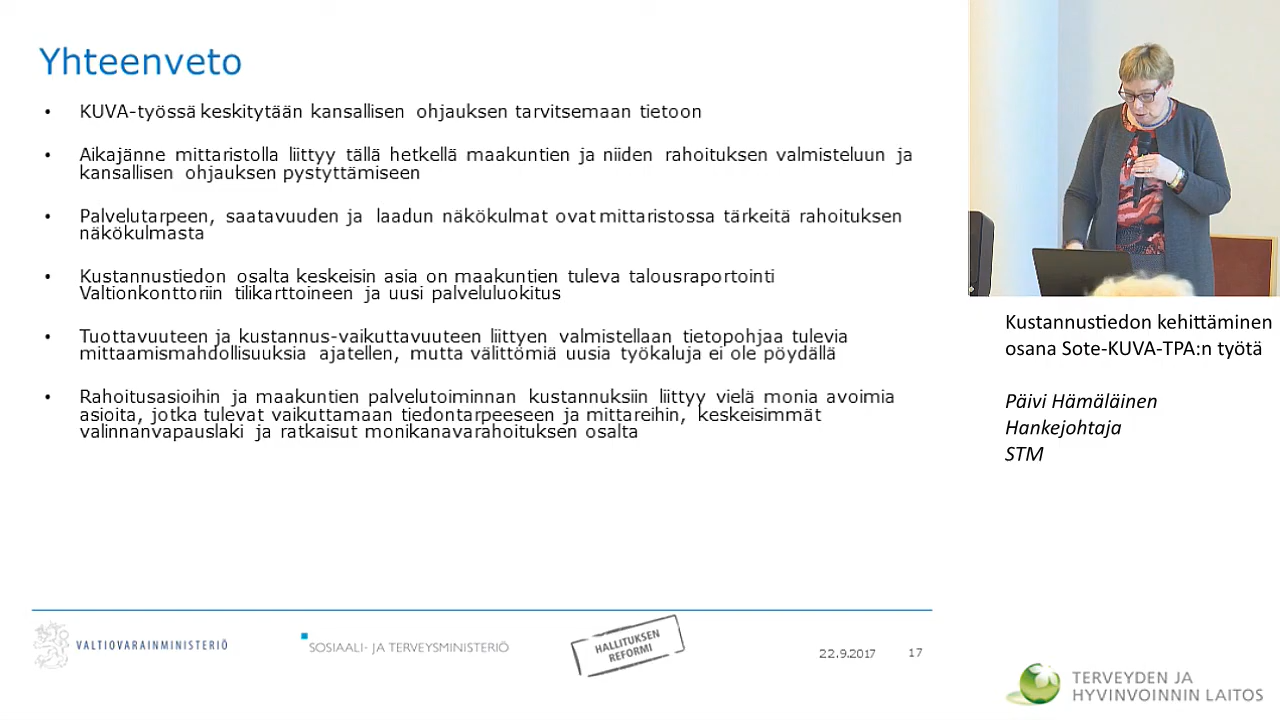 Yhteenveto
• KUVA-työssä keskitytään kansallisen ohjauksen tarvitsemaan tietoon
• Aikajänne mittaristolla liittyy tällä hetkellä maakuntien ja niiden rahoituksen valmisteluun ja
kansallisen ohjauksen pystyttämiseen
• Palvelutarpeen, saatavuuden ja laadun näkökulmat ovat mittaristossa tärkeitä rahoituksen
näkökulmasta
• Kustannustiedon osalta keskeisin asia on maakuntien tuleva talousraportointi
Valtionkonttoriin tilikarttoineen ja uusi palveluluokitus
• Tuottavuuteen ja kustannus-vaikuttavuuteen liittyen valmistellaan tietopohjaa tulevia
mittaamismahdollisuuksia ajatellen, mutta välittömiä uusia työkaluja ei ole pöydällä
• Rahoitusasioihin ja maakuntien palvelutoiminnan kustannuksiin liittyy vielä monia avoimia
asioita, jotka tulevat vaikuttamaan tiedontarpeeseen ja mittareihin, keskeisimmät
valinnanvapauslaki ja ratkaisut monikanavarahoituksen osalta
VALTIOVARAINMINISTERIÖ
SOSIAALI- JA TERVEYSMINISTERIÖ
HALLITUKSEN
REFORMI
22.9.2017
17
Kustannustiedon kehittäminen
osana Sote-KUVA-TPA:n työtä
Päivi Hämäläinen
Hankejohtaja
STM
TERVEYDEN JA
HYVINVOINNIN LAITOS